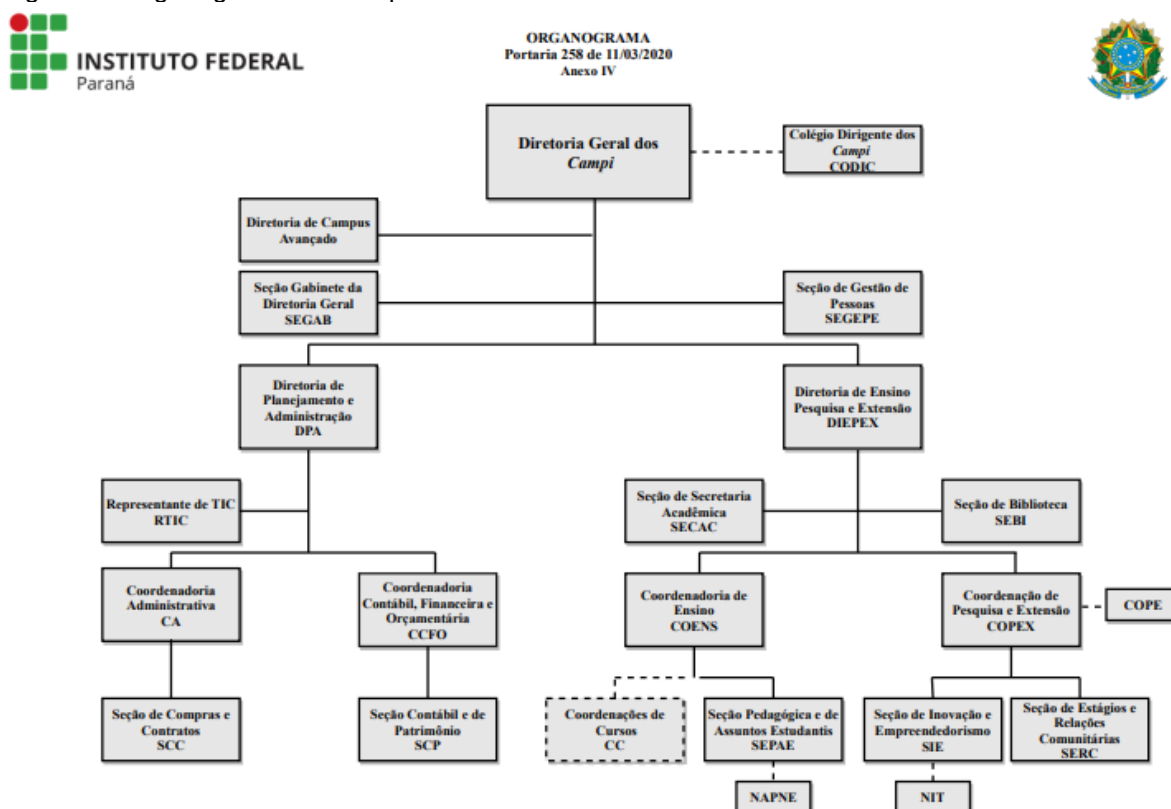 INSTITUTO FEDERAL
Paraná
ORGANOGRAMA
Portaria 258 de 11/03/2020
Anexo IV
Diretoria Geral dos
Campi
Colégio Dirigente dos
Campi
CODIC
Diretoria de Campus
Avançado
Seção Gabinete da
Diretoria Geral
SEGAB
Seção de Gestão de
Pessoas
SEGEPE
Diretoria de
Planejamento e
Administração
DPA
Diretoria de Ensino
Pesquisa e Extensão
DIEPEX
Representante de TIC
RTIC
Seção de Secretaria
Acadêmica
SECAC
Seção de Biblioteca
SEBI
Coordenadoria
Administrativa
CA
Coordenadoria
Contábil, Financeira e
Orçamentária
CCFO
Coordenadoria de
Ensino
COENS
Coordenação de
Pesquisa e Extensão
COPEX
COPE
Seção de Compras e
Contratos
SCC
Seção Contábil e de
Patrimônio
SCP
Coordenações de
Cursos
CC
Seção Pedagógica e de
Assuntos Estudantis
SEPAE
Seção de Inovação e
Empreendedorismo
SIE
Seção de Estágios e
Relações
Comunitárias
SERC
NAPNE
NIT